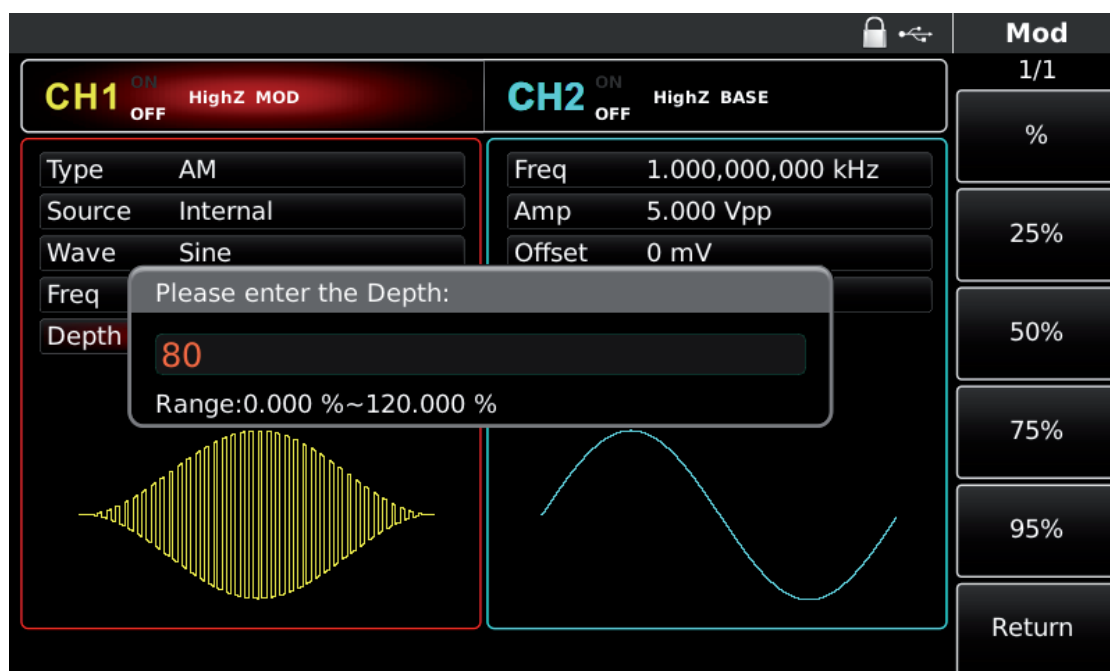 Mod
1/1
CH1 ON OFF HighZ MOD
CH2 ON OFF HighZ BASE
Type AM
Source Internal
Wave Sine
Freq
Depth
Freq 1.000,000,000 kHz
Amp 5.000 Vpp
Offset 0 mV
Please enter the Depth:
80
Range:0.000 %~120.000 %
%
25%
50%
75%
95%
Return